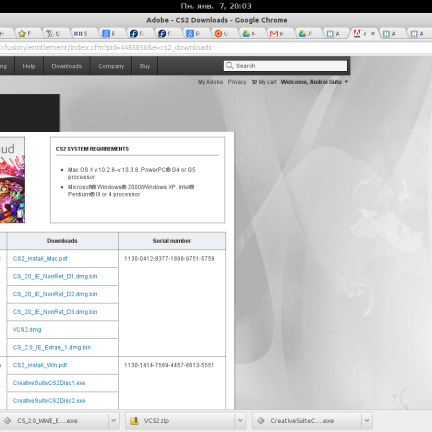 Пн. янв. 7, 20:03
Adobe - CS2 Downloads - Google Chrome
cfusion/entitlement/index.cfm?pid=4485850&e=cs2_downloads
Help Downloads Company Buy
Search
My Adobe Privacy My cart Welcome, Andrei Gutu
oud
CS2 SYSTEM REQUIREMENTS
Mac OS X v.10.2.8–v.10.3.8. PowerPC® G4 or G5
processor
Microsoft® Windows® 2000/Windows XP. Intel®
Pentium® III or 4 processor
Downloads Serial number
CS2_install_Mac.pdf 1130-0412-8377-1896-9751-5759
CS_20_IE_NonRet_D1.dmg.bin
CS_20_IE_NonRet_D2.dmg.bin
CS_20_IE_NonRet_D3.dmg.bin
VCS2.dmg
CS_2.0_IE_Extras_1.dmg.bin
CS2_install_Win.pdf 1130-1414-7569-4457-6613-5551
CreativeSuiteCS2Disc1.exe
CreativeSuiteCS2Disc2.exe
CS_2.0_WWE_E....exe VCS2.zip CreativeSuiteC....exe